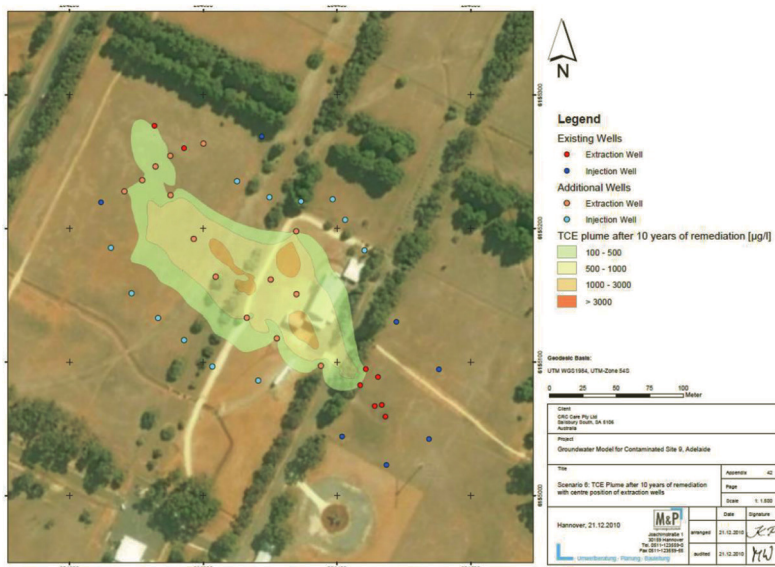 N
Legend
Existing Wells
Extraction Well
Injection Well
Additional Wells
Extraction Well
Injection Well
TCE plume after 10 years of remediation [µg/l]
100 - 500
500 - 1000
1000 - 3000
> 3000
Geodesic Basis:
UTM WGS1984, UTM-Zone 54S
0 25 50 75 100
Meter
Client
CRC Care Pty Ltd
Salisbury South, SA 5106
Australia
Project
Groundwater Model for Contaminated Site 9, Adelaide
Title
Scenario 6: TCE Plume after 10 years of remediation
with centre position of extraction wells
Appendix 42
Page
Scale
Hannover, 21.12.2010
M&P
30159 Hannover
Date Signature
arranged 21.12.2010
audited 21.12.2010 MW